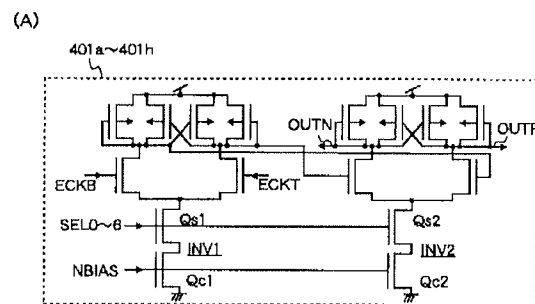 (A)
401a~401h
OUTN
OUTP
ECKB
ECKT
SEL0~6
Qs1
Qs2
INV1
INV2
NBIAS
Qc1
Qc2